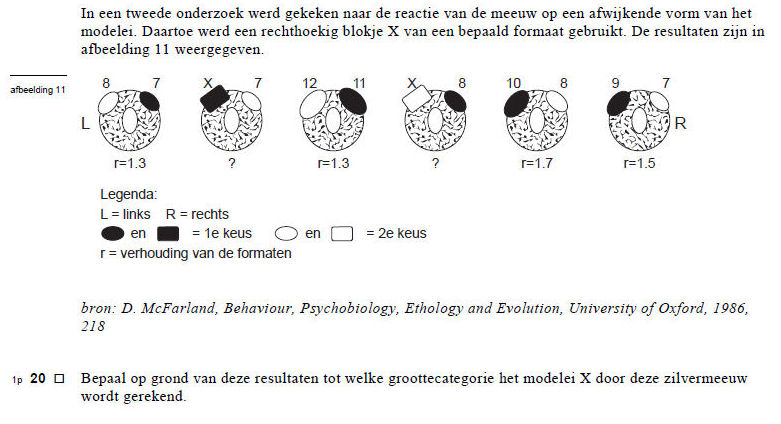 In een tweede onderzoek werd gekeken naar de reactie van de meeuw op een afwijkende vorm van het
modelei. Daartoe werd een rechthoekig blokje X van een bepaald formaat gebruikt. De resultaten zijn in
afbeelding 11 weergegeven.
afbeelding 11
8 7 X 7 12 11 X 8 10 8 9 7
L R
r=1.3 ? r=1.3 ? r=1.7 r=1.5
Legenda:
L = links R = rechts
en = 1e keus en = 2e keus
r = verhouding van de formaten
bron: D. McFarland, Behaviour, Psychobiology, Ethology and Evolution, University of Oxford, 1986,
218
1p 20 Bepaal op grond van deze resultaten tot welke groottecategorie het modelei X door deze zilvermeeuw
wordt gerekend.